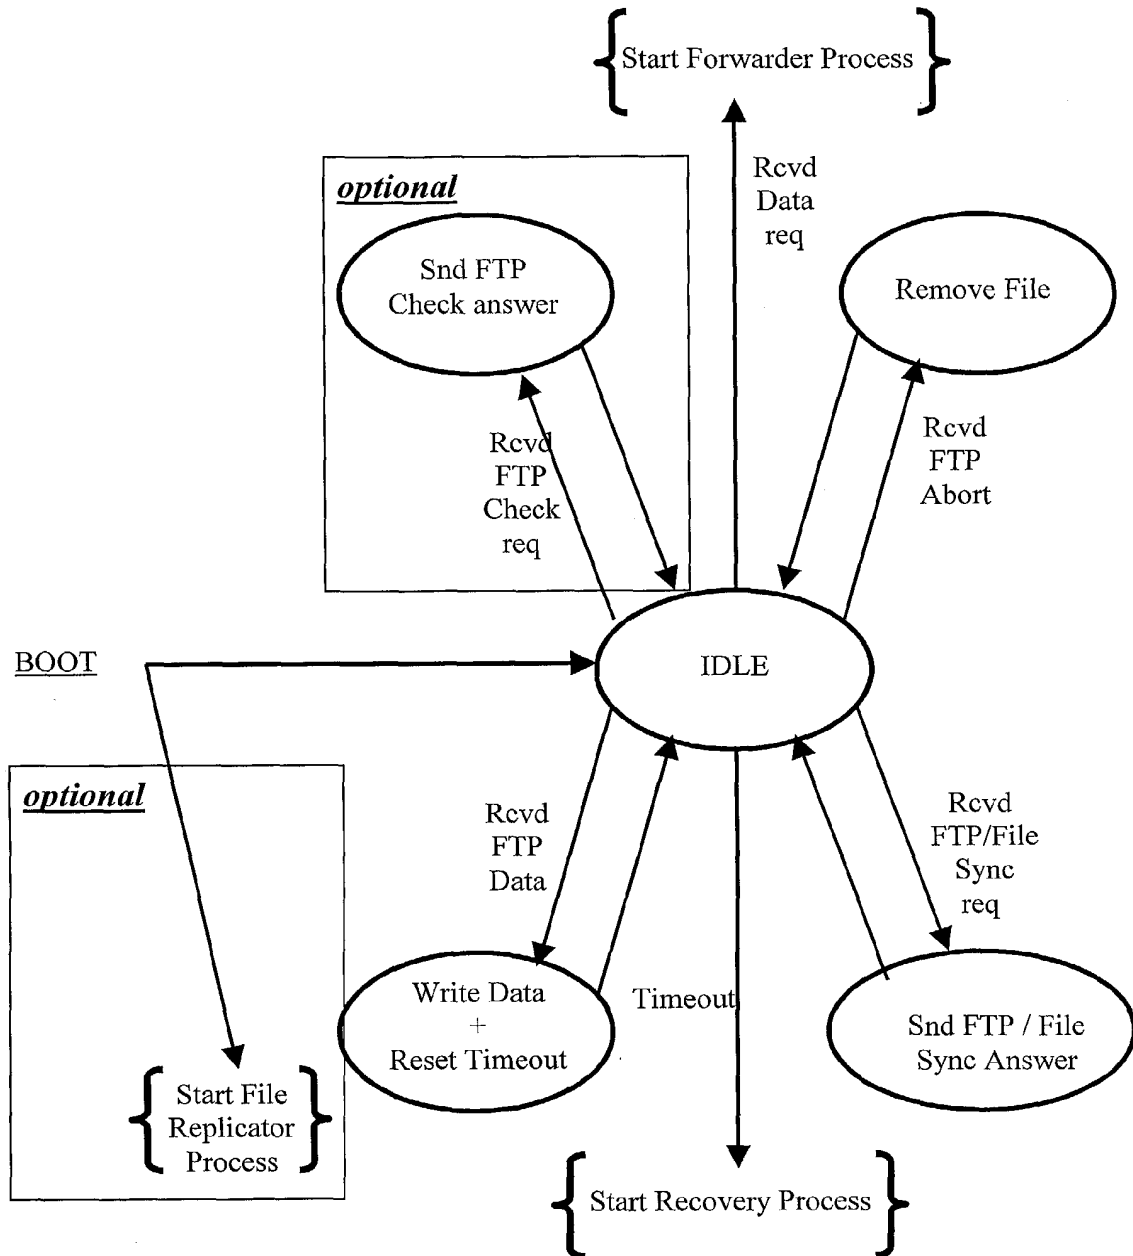 Start Forwarder Process
optional
Rcvd
Data
req
Snd FTP
Check answer
Remove File
Rcvd
FTP
Check
req
Rcvd
FTP
Abort
BOOT
IDLE
optional
Rcvd
FTP
Data
Rcvd
FTP/File
Sync
req
Write Data
+
Reset Timeout
Timeout
Snd FTP / File
Sync Answer
Start File
Replicator
Process
Start Recovery Process